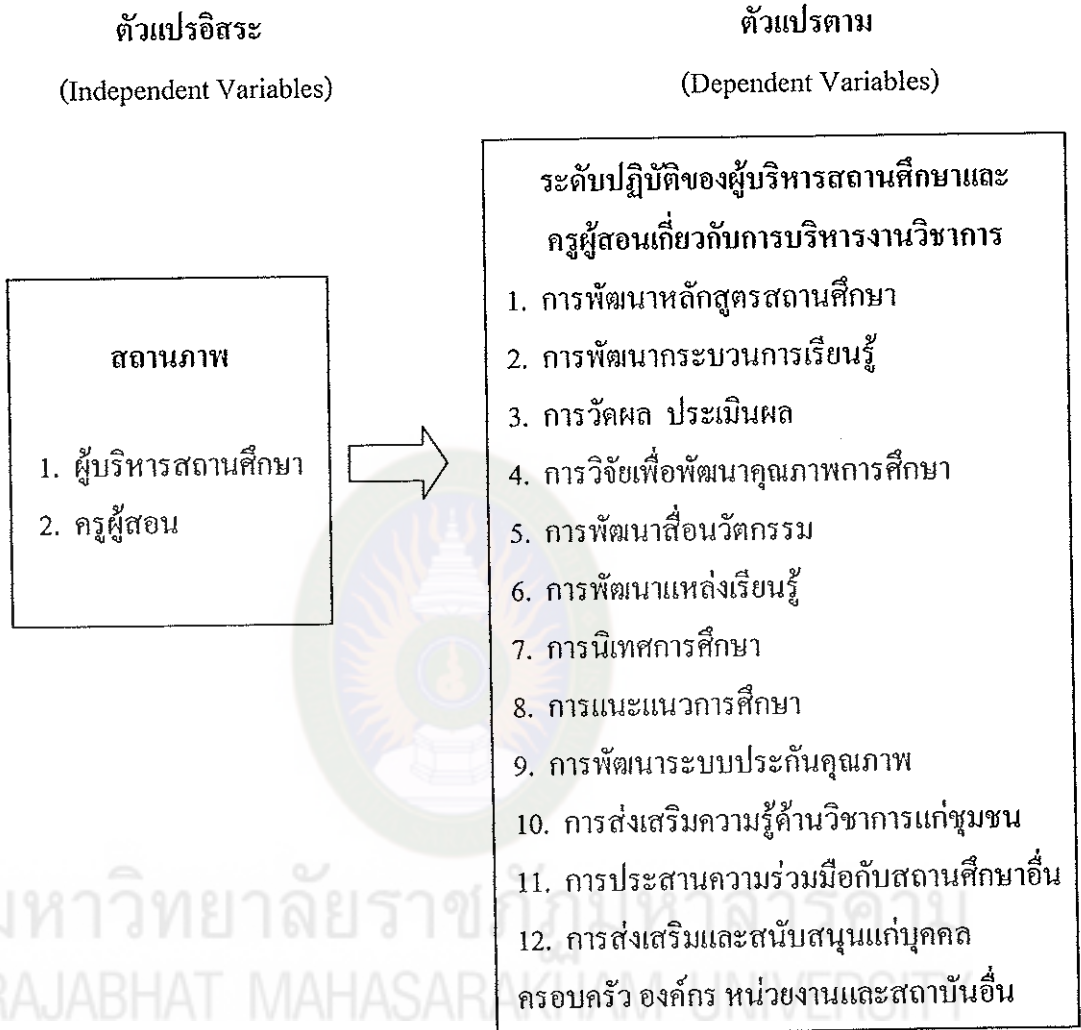 ตัวแปรอิสระ
(Independent Variables)
สถานภาพ
1. ผู้บริหารสถานศึกษา
2. ครูผู้สอน
ตัวแปรตาม
(Dependent Variables)
ระดับปฏิบัติของผู้บริหารสถานศึกษาและ
ครูผู้สอนเกี่ยวกับการบริหารงานวิชาการ
1. การพัฒนาหลักสูตรสถานศึกษา
2. การพัฒนากระบวนการเรียนรู้
3. การวัดผล ประเมินผล
4. การวิจัยเพื่อพัฒนาคุณภาพการศึกษา
5. การพัฒนาสื่อนวัตกรรม
6. การพัฒนาแหล่งเรียนรู้
7. การนิเทศการศึกษา
8. การแนะแนวการศึกษา
9. การพัฒนาระบบประกันคุณภาพ
10. การส่งเสริมความรู้ด้านวิชาการแก่ชุมชน
11. การประสานความร่วมมือกับสถานศึกษาอื่น
12. การส่งเสริมและสนับสนุนแก่บุคคล
ครอบครัว องค์กร หน่วยงานและสถาบันอื่น
มหาวิทยาลัยราชภัฏมหาสารคาม
RAJABHAT MAHASARAKHAM UNIVERSITY